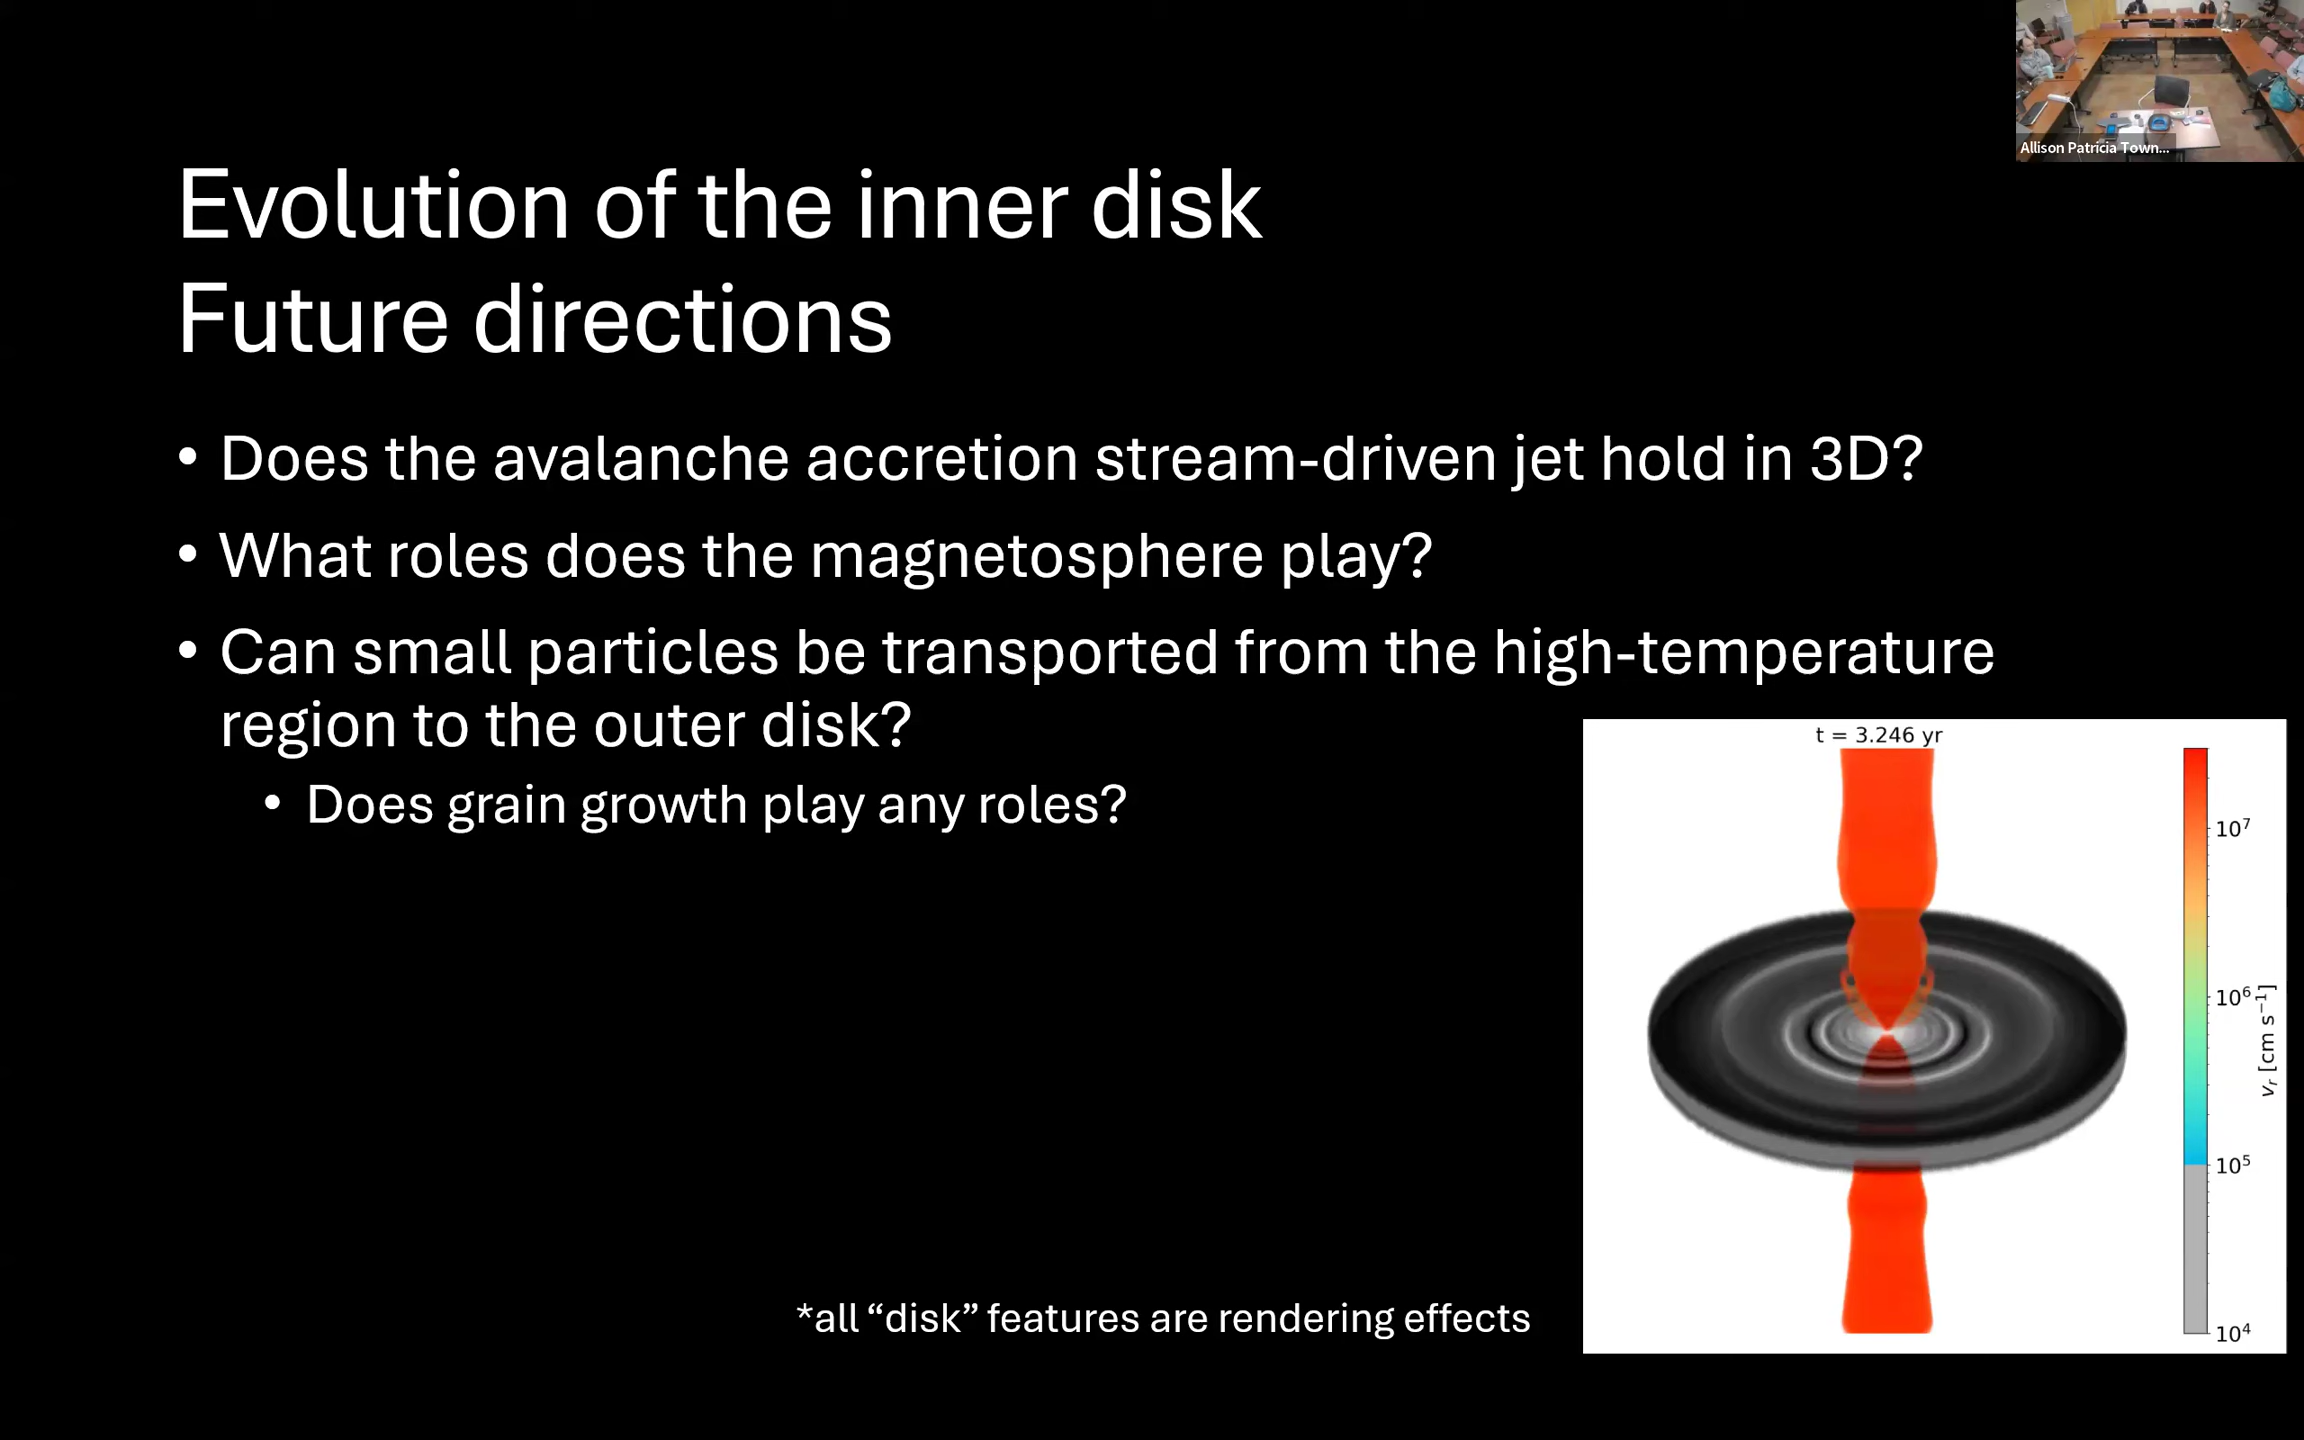 Allison Patricia Town...
Evolution of the inner disk
Future directions
• Does the avalanche accretion stream-driven jet hold in 3D?
• What roles does the magnetosphere play?
• Can small particles be transported from the high-temperature
region to the outer disk?
• Does grain growth play any roles?
t = 3.246 yr
10⁷
10⁶
10⁵
10⁴
vᵣ [cm s⁻¹]
*all “disk” features are rendering effects